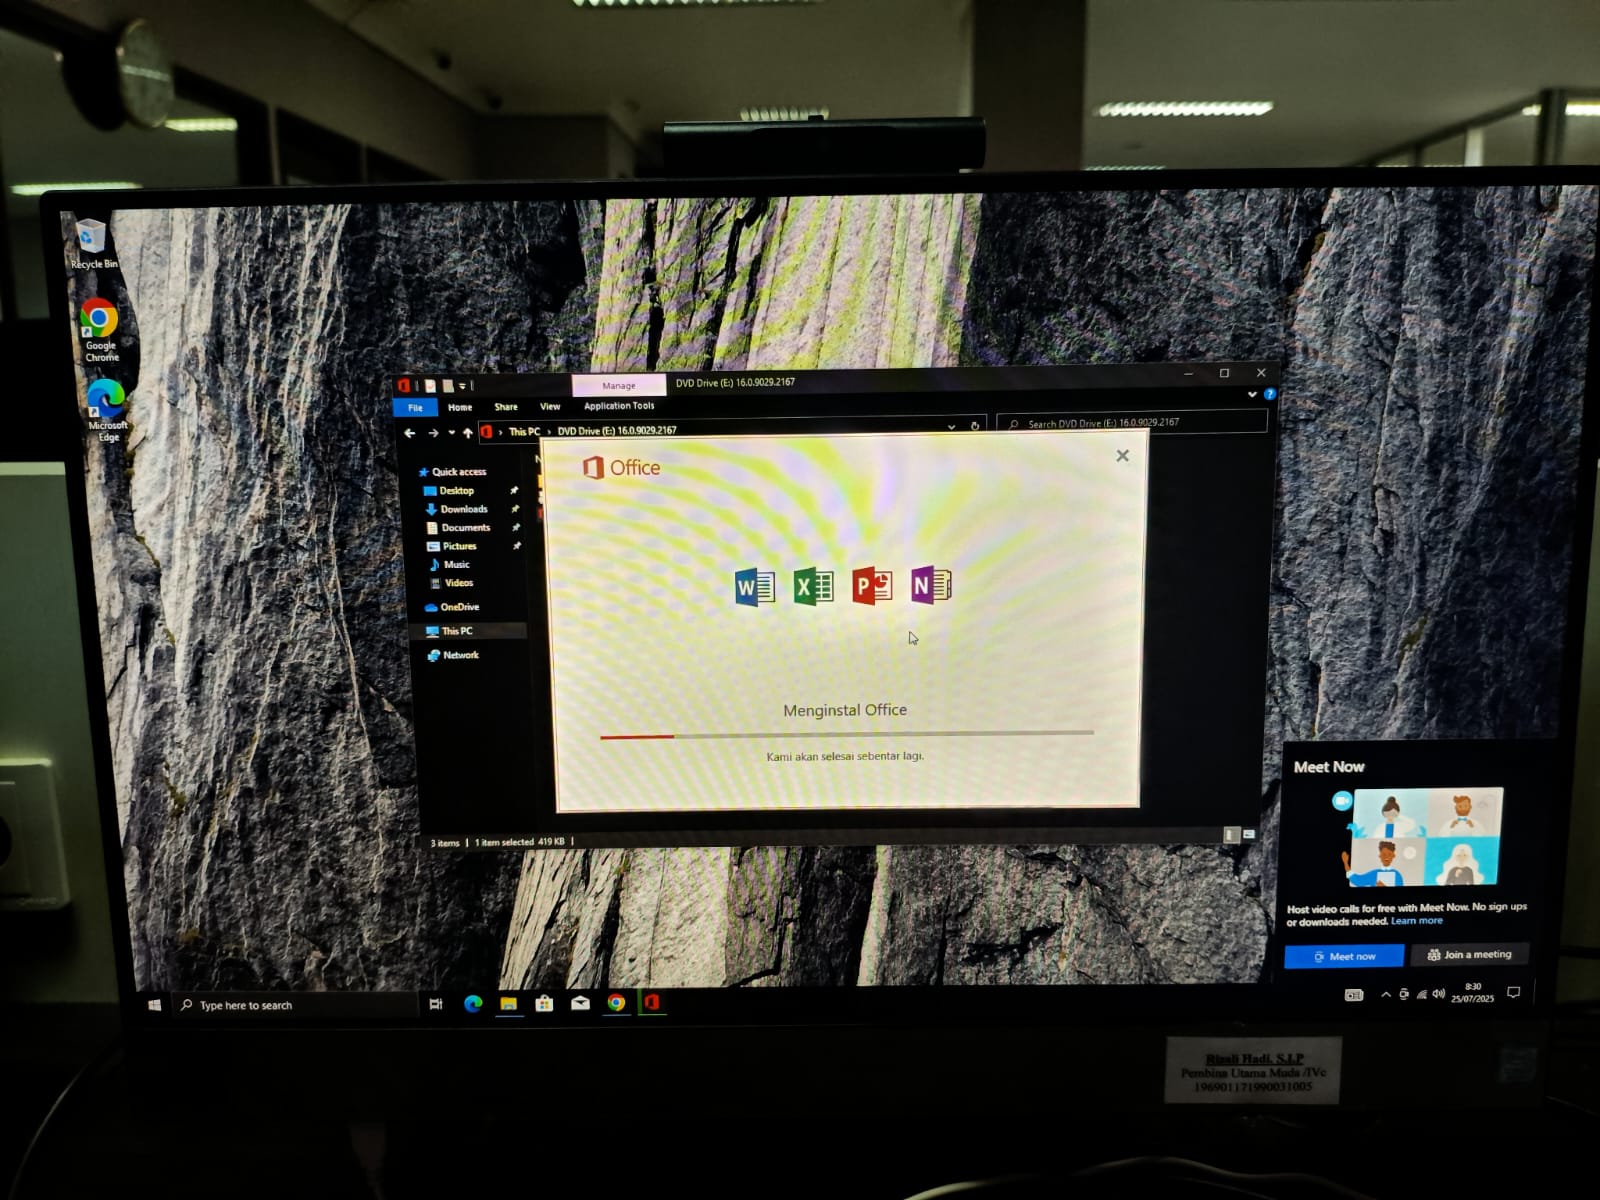 Recycle Bin
Google
Chrome
Microsoft
Edge
Manage
DVD Drive (E:) 16.0.9029.2167
File
Home
Share
View
Application Tools
This PC
DVD Drive (E:) 16.0.9029.2167
Search DVD Drive (E:) 16.0.9029.2167
Quick access
Desktop
Downloads
Documents
Pictures
Music
Videos
OneDrive
This PC
Network
Office
W
X
P
N
Menginstal Office
Kami akan selesai sebentar lagi.
3 items
1 item selected 419 KB
Meet Now
Host video calls for free with Meet Now. No sign ups
or downloads needed. Learn more
Meet now
Join a meeting
Type here to search
8:30
25/07/2025
Rizali Hadi, S.I.P
Pembina Utama Muda /IVc
196901171990031005